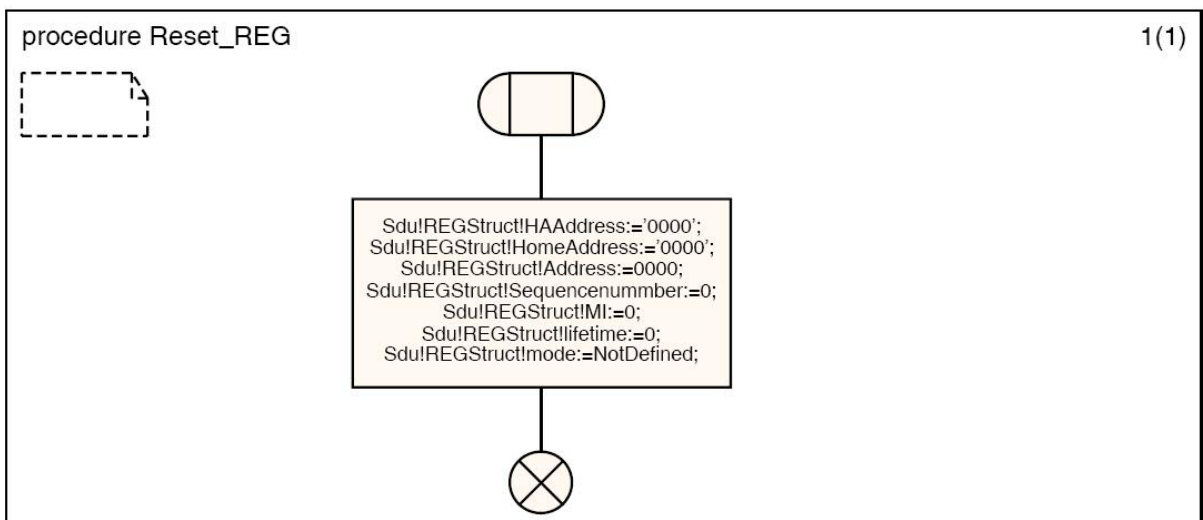 procedure Reset_REG
1(1)
Sdu!REGStruct!HAAddress:='0000';
Sdu!REGStruct!HomeAddress:='0000';
Sdu!REGStruct!Address:=0000;
Sdu!REGStruct!Sequencenummber:=0;
Sdu!REGStruct!MI:=0;
Sdu!REGStruct!lifetime:=0;
Sdu!REGStruct!mode:=NotDefined;